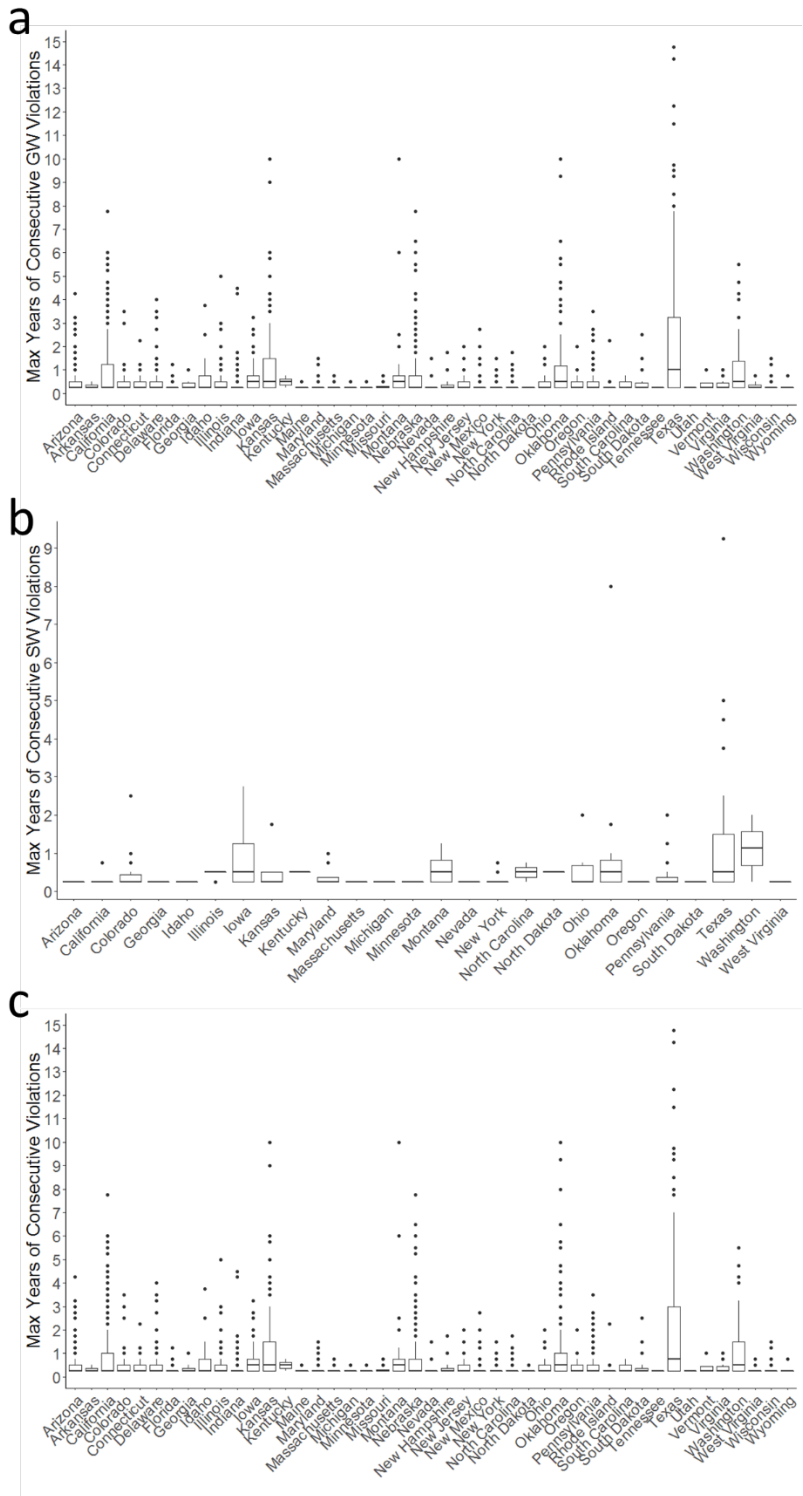 a
Max Years of Consecutive GW Violations
15
14
13
12
11
10
9
8
7
6
5
4
3
2
1
0
Arizona
Arkansas
California
Colorado
Connecticut
Delaware
Florida
Georgia
Idaho
Illinois
Indiana
Iowa
Kansas
Kentucky
Maine
Maryland
Massachusetts
Michigan
Minnesota
Missouri
Montana
Nebraska
Nevada
New Hampshire
New Jersey
New Mexico
New York
North Carolina
North Dakota
Ohio
Oklahoma
Oregon
Pennsylvania
Rhode Island
South Carolina
South Dakota
Tennessee
Texas
Utah
Vermont
Virginia
Washington
West Virginia
Wisconsin
Wyoming
b
Max Years of Consecutive SW Violations
9
8
7
6
5
4
3
2
1
0
Arizona
California
Colorado
Georgia
Idaho
Illinois
Iowa
Kansas
Kentucky
Maryland
Massachusetts
Michigan
Minnesota
Montana
Nevada
New York
North Carolina
North Dakota
Ohio
Oklahoma
Oregon
Pennsylvania
South Dakota
Texas
Washington
West Virginia
c
Max Years of Consecutive Violations
15
14
13
12
11
10
9
8
7
6
5
4
3
2
1
0
Arizona
Arkansas
California
Colorado
Connecticut
Delaware
Florida
Georgia
Idaho
Illinois
Indiana
Iowa
Kansas
Kentucky
Maine
Maryland
Massachusetts
Michigan
Minnesota
Missouri
Montana
Nebraska
Nevada
New Hampshire
New Jersey
New Mexico
New York
North Carolina
North Dakota
Ohio
Oklahoma
Oregon
Pennsylvania
Rhode Island
South Carolina
South Dakota
Tennessee
Texas
Utah
Vermont
Virginia
Washington
West Virginia
Wisconsin
Wyoming